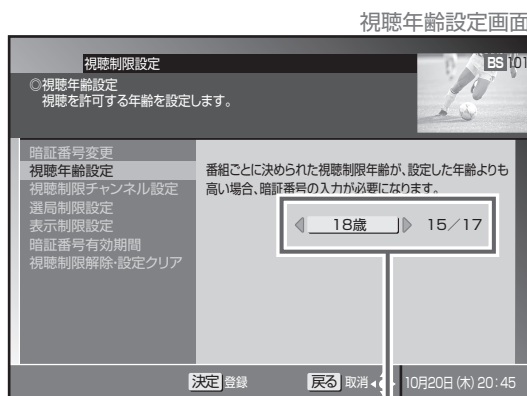 視聴年齢設定画面
視聴制限設定
BS 101
◎視聴年齢設定
視聴を許可する年齢を設定します。
暗証番号変更
視聴年齢設定
視聴制限チャンネル設定
選局制限設定
表示制限設定
暗証番号有効期間
視聴制限解除・設定クリア
番組ごとに決められた視聴制限年齢が、設定した年齢よりも
高い場合、暗証番号の入力が必要になります。
18歳 15／17
決定 登録 戻る 取消 10月20日(木)20:45